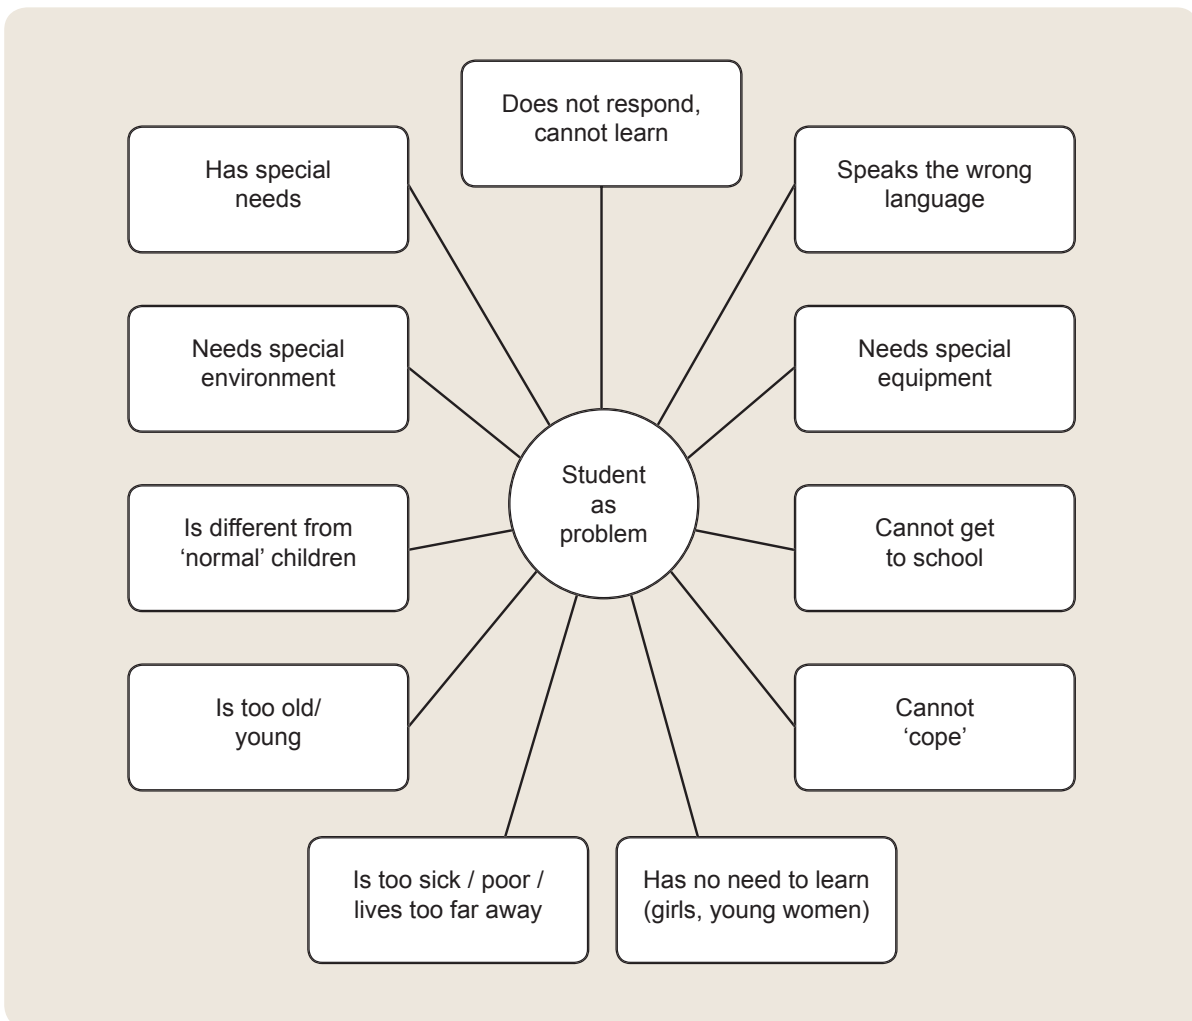 Does not respond,
cannot learn
Has special
needs
Speaks the wrong
language
Needs special
environment
Needs special
equipment
Student
as
problem
Is different from
‘normal’ children
Cannot get
to school
Is too old/
young
Cannot
‘cope’
Is too sick / poor /
lives too far away
Has no need to learn
(girls, young women)